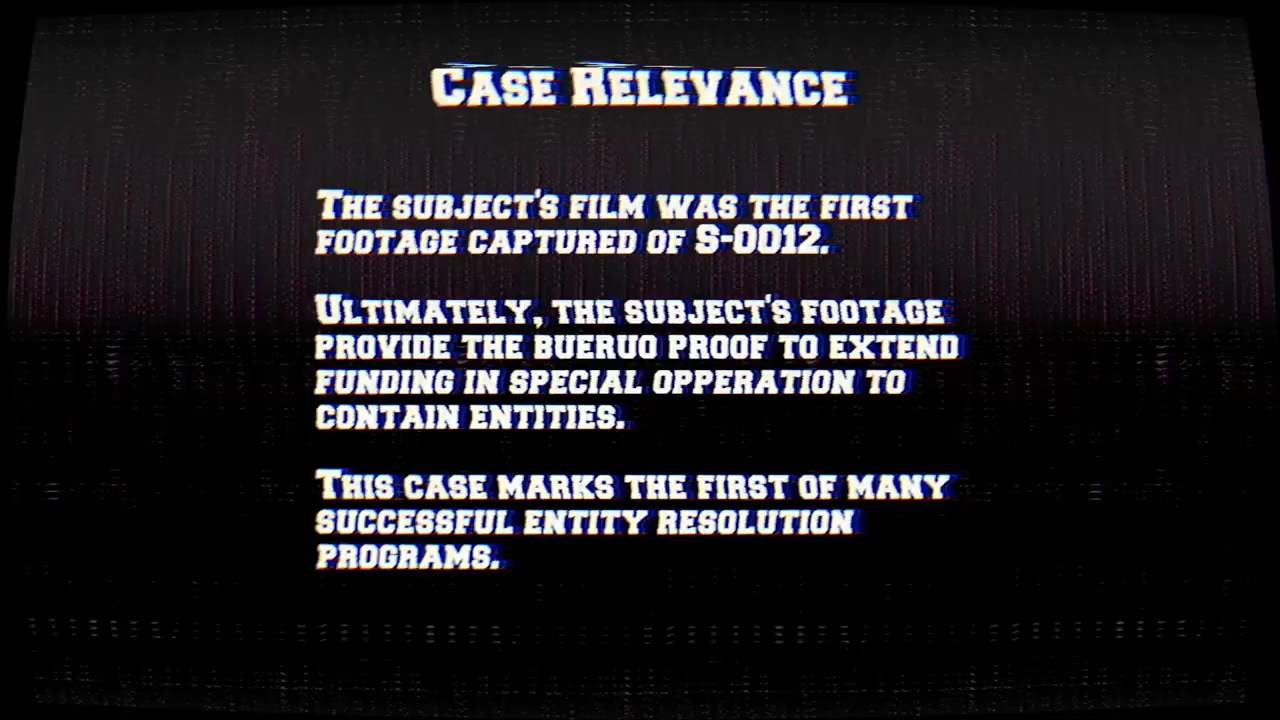 Case Relevance
The subject's film was the first
footage captured of S-0012.
Ultimately, the subject's footage
provide the bueruo proof to extend
funding in special opperation to
contain entities.
This case marks the first of many
successful entity resolution
programs.